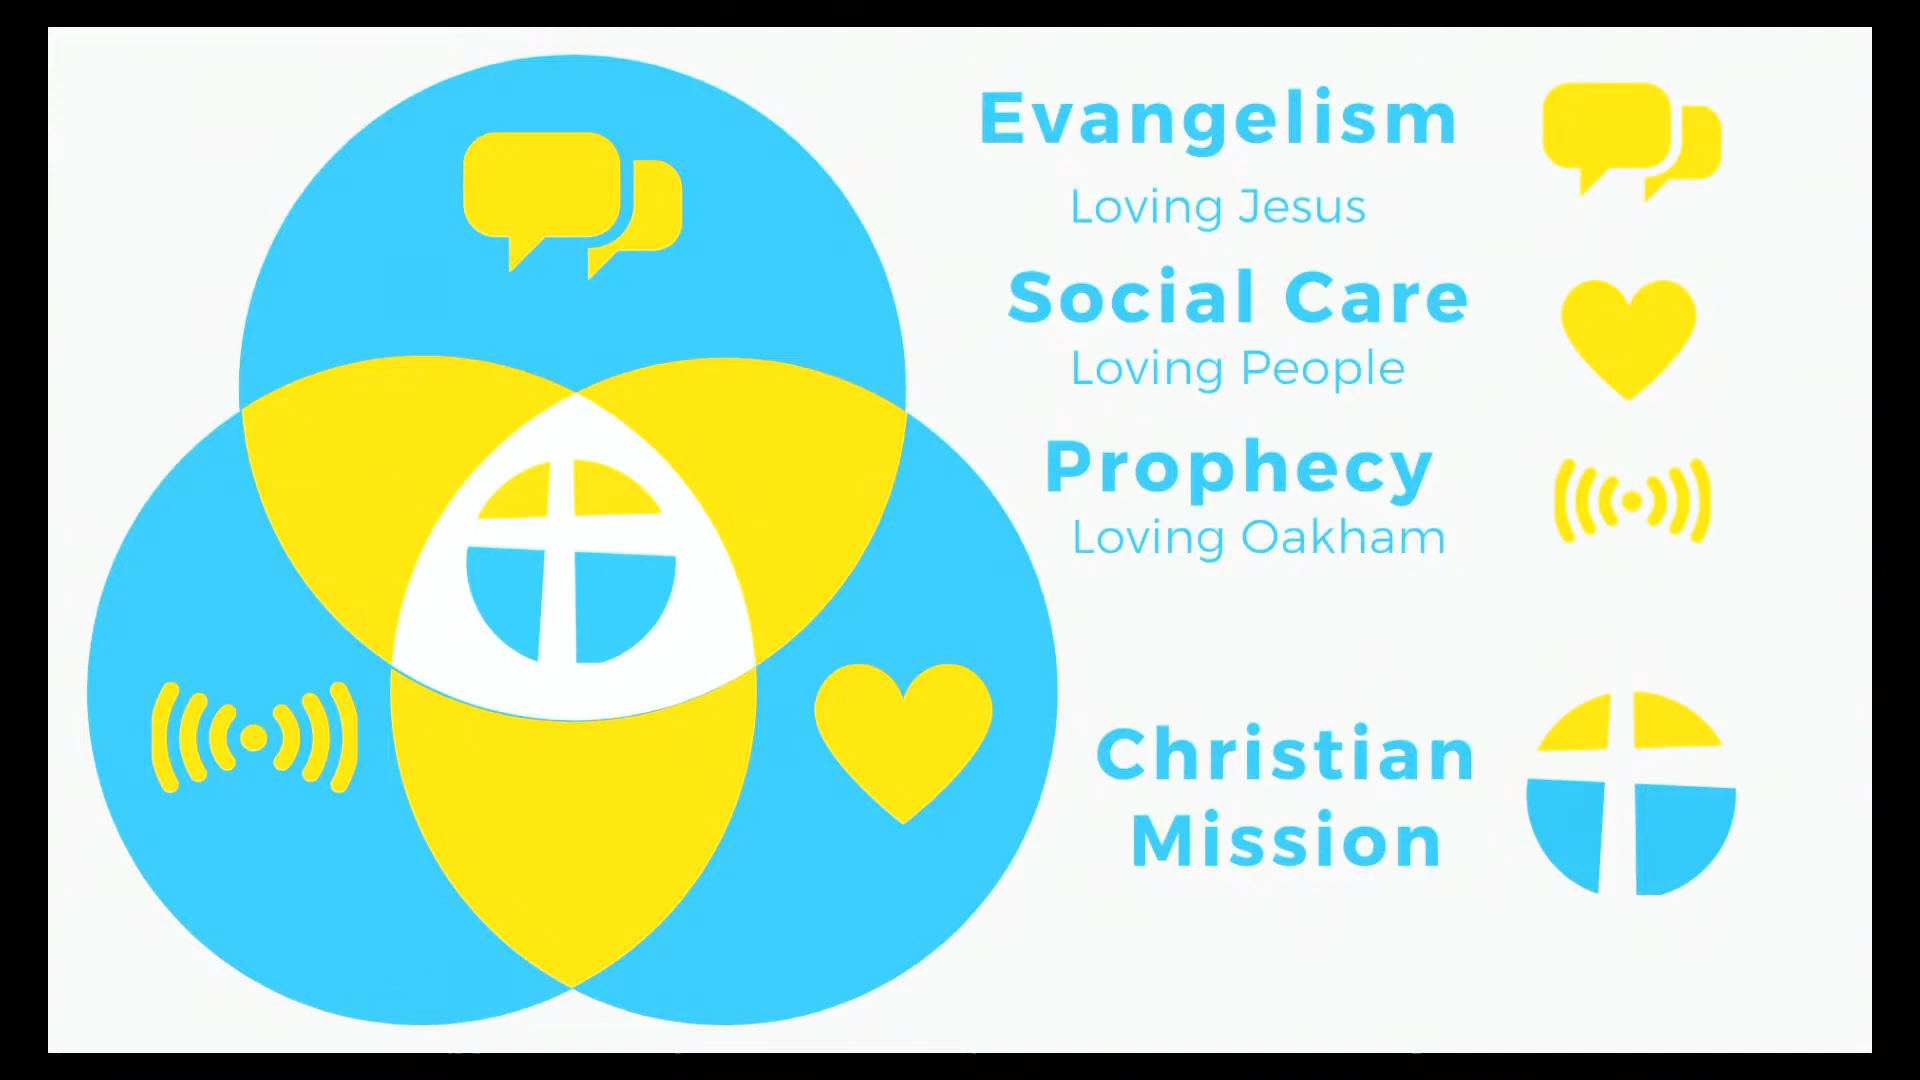 Evangelism
Loving Jesus
Social Care
Loving People
Prophecy
Loving Oakham
Christian
Mission